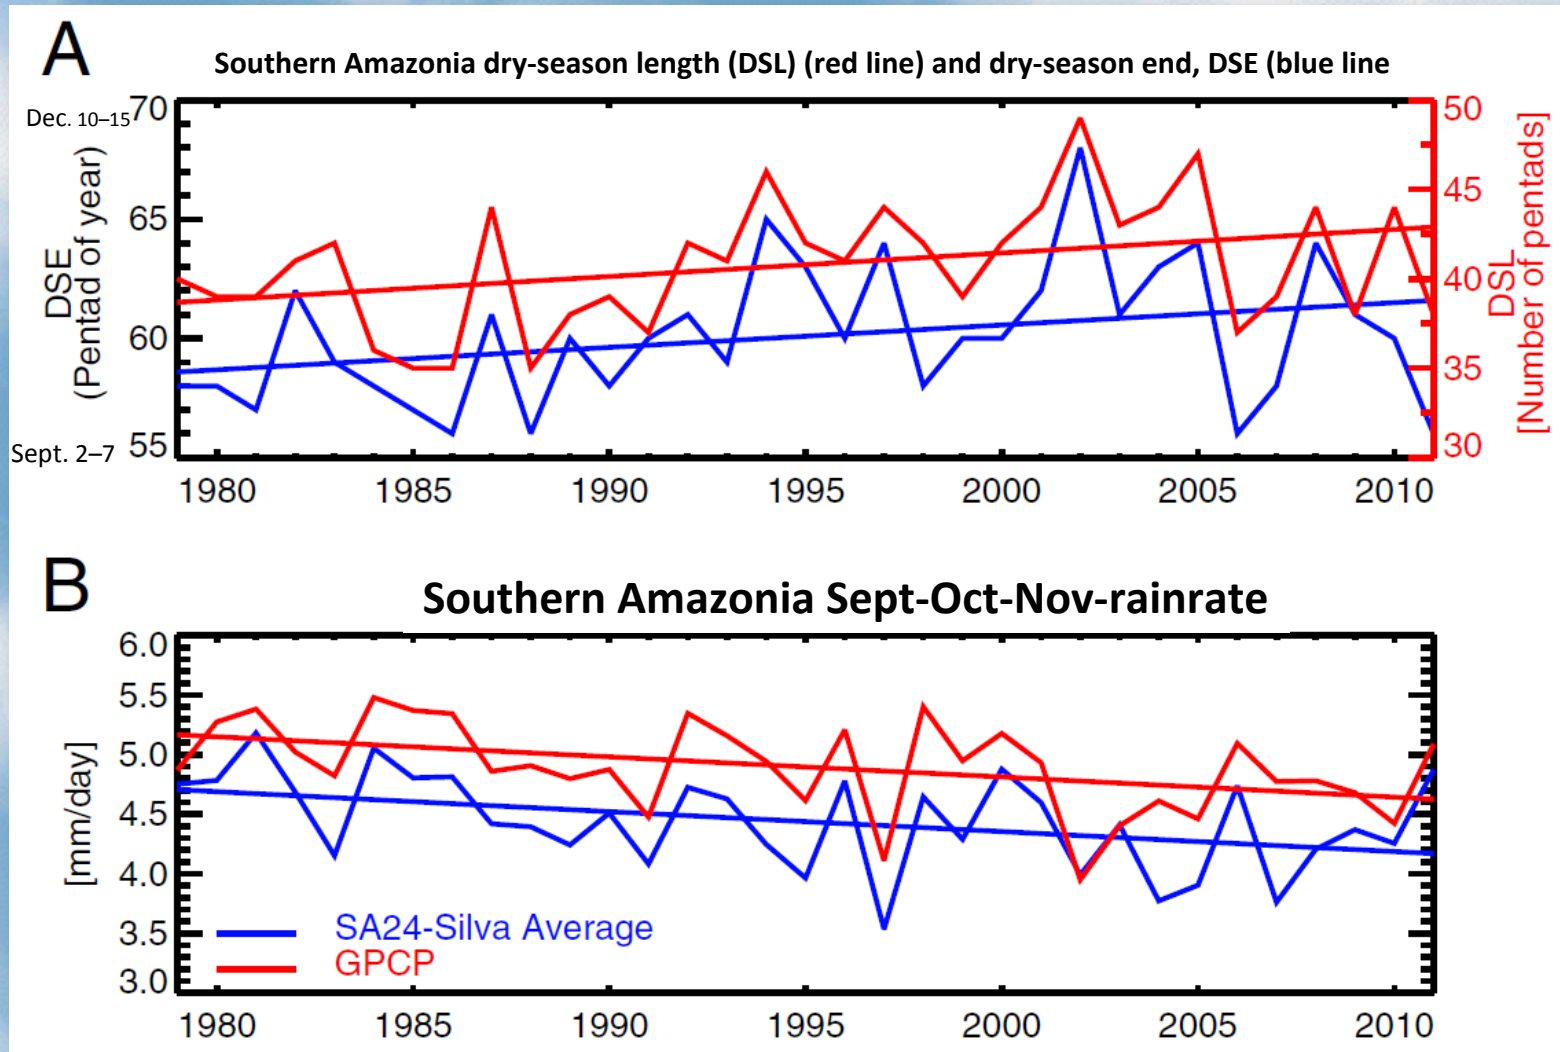 A
Southern Amazonia dry-season length (DSL) (red line) and dry-season end, DSE (blue line
Dec. 10–15
70
65
60
55
Sept. 2–7
DSE
(Pentad of year)
50
45
40
35
30
DSL
[Number of pentads]
1980 1985 1990 1995 2000 2005 2010
B
Southern Amazonia Sept-Oct-Nov-rainrate
6.0
5.5
5.0
4.5
4.0
3.5
3.0
[mm/day]
SA24-Silva Average
GPCP
1980 1985 1990 1995 2000 2005 2010